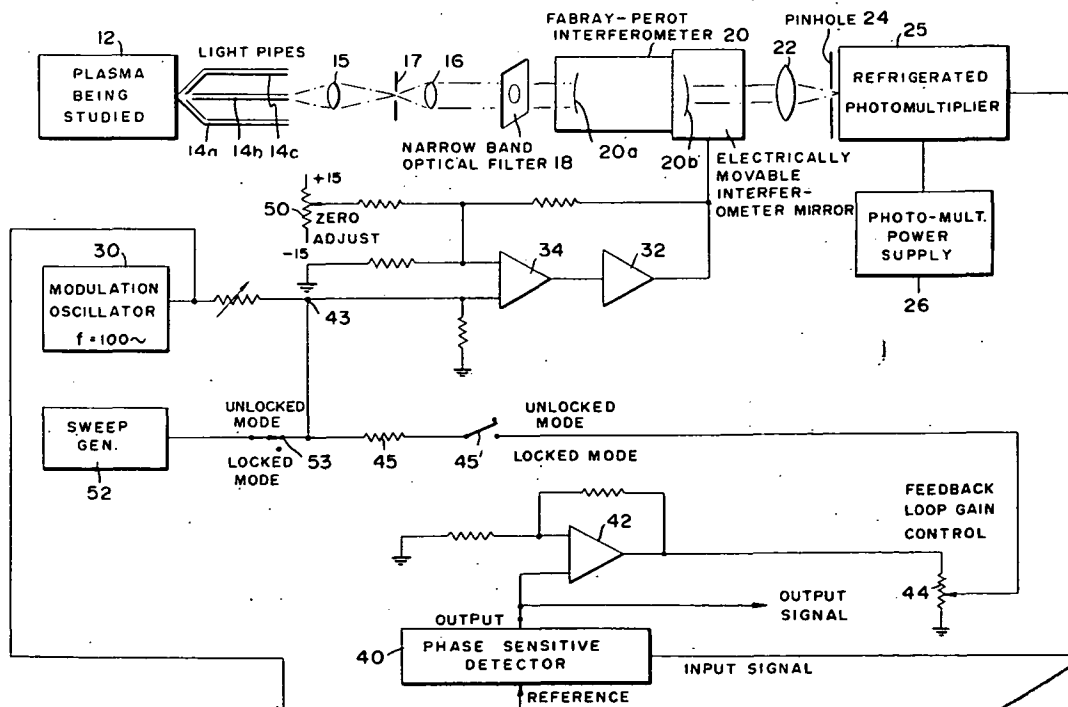 12
PLASMA
BEING
STUDIED
LIGHT PIPES
14a
14b
14c
15
17
16
NARROW BAND
OPTICAL FILTER 18
FABRAY-PEROT
INTERFEROMETER 20
20a
20b
ELECTRICALLY
MOVABLE
INTERFER-
OMETER MIRROR
22
PINHOLE 24
25
REFRIGERATED
PHOTOMULTIPLIER
PHOTO-MULT.
POWER
SUPPLY
26
+15
50
ZERO
ADJUST
-15
34
32
30
MODULATION
OSCILLATOR
f = 100~
43
SWEEP
GEN.
52
UNLOCKED
MODE
LOCKED
MODE
53
45
45'
UNLOCKED
MODE
LOCKED MODE
FEEDBACK
LOOP GAIN
CONTROL
42
44
OUTPUT
SIGNAL
OUTPUT
40
PHASE SENSITIVE
DETECTOR
INPUT SIGNAL
REFERENCE